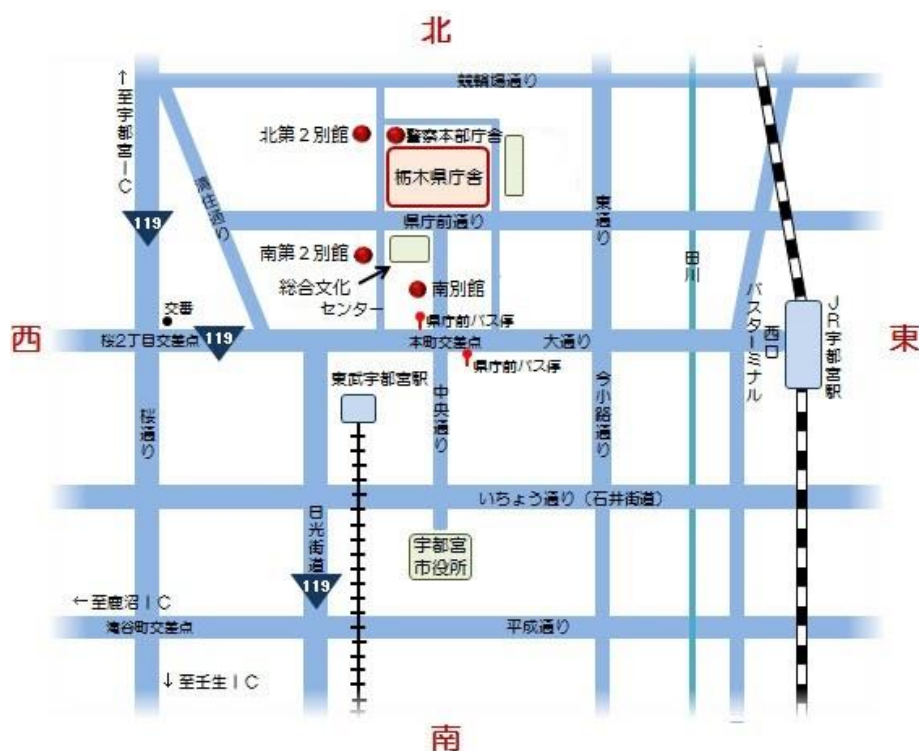 北
競輪場通り
↑至宇都宮IC
北第2別館
警察本部庁舎
栃木県庁舎
清住通り
東通り
119
県庁前通り
田川
南第2別館
総合文化
センター
南別館
交番
県庁前バス停
西
桜2丁目交差点
119
本町交差点
大通り
県庁前バス停
バスターミナル
西口
JR宇都宮駅
東
東武宇都宮駅
桜通り
中央通り
今小路通り
いちょう通り(石井街道)
日光街道
宇都宮
市役所
119
←至鹿沼IC
滝谷町交差点
平成通り
↓至壬生IC
南